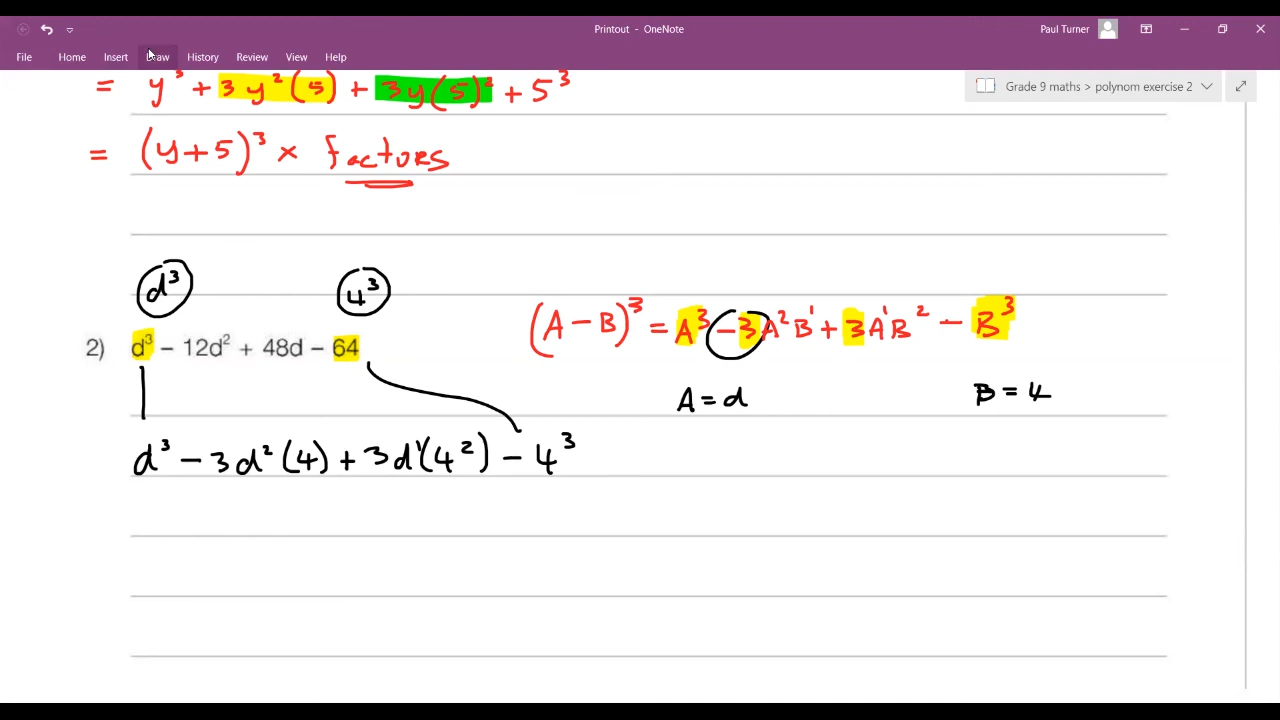 Printout - OneNote
Paul Turner
File Home Insert Draw History Review View Help
Grade 9 maths > polynom exercise 2
= y³ + 3y²(5) + 3y(5)² + 5³
= (y+5)³ × factors
d³ 4³
(A - B)³ = A³ - 3A²B¹ + 3A¹B² - B³
2) d³ - 12d² + 48d - 64
A = d B = 4
d³ - 3d²(4) + 3d¹(4²) - 4³